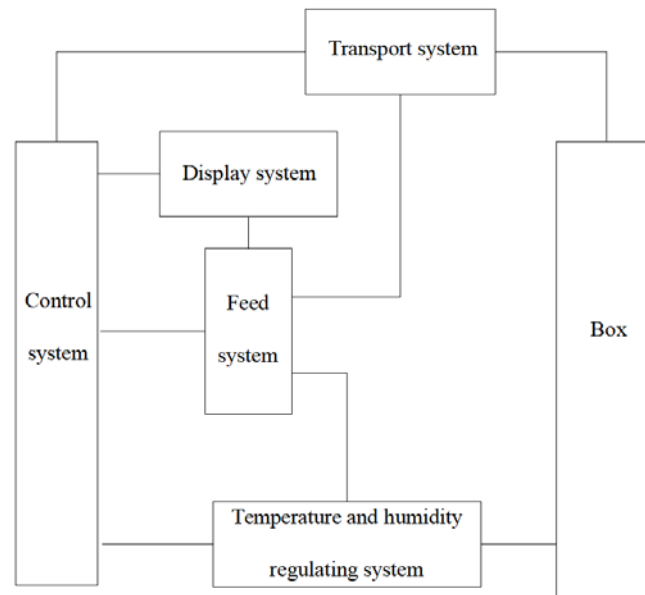 Transport system
Display system
Control
system
Feed
system
Box
Temperature and humidity
regulating system